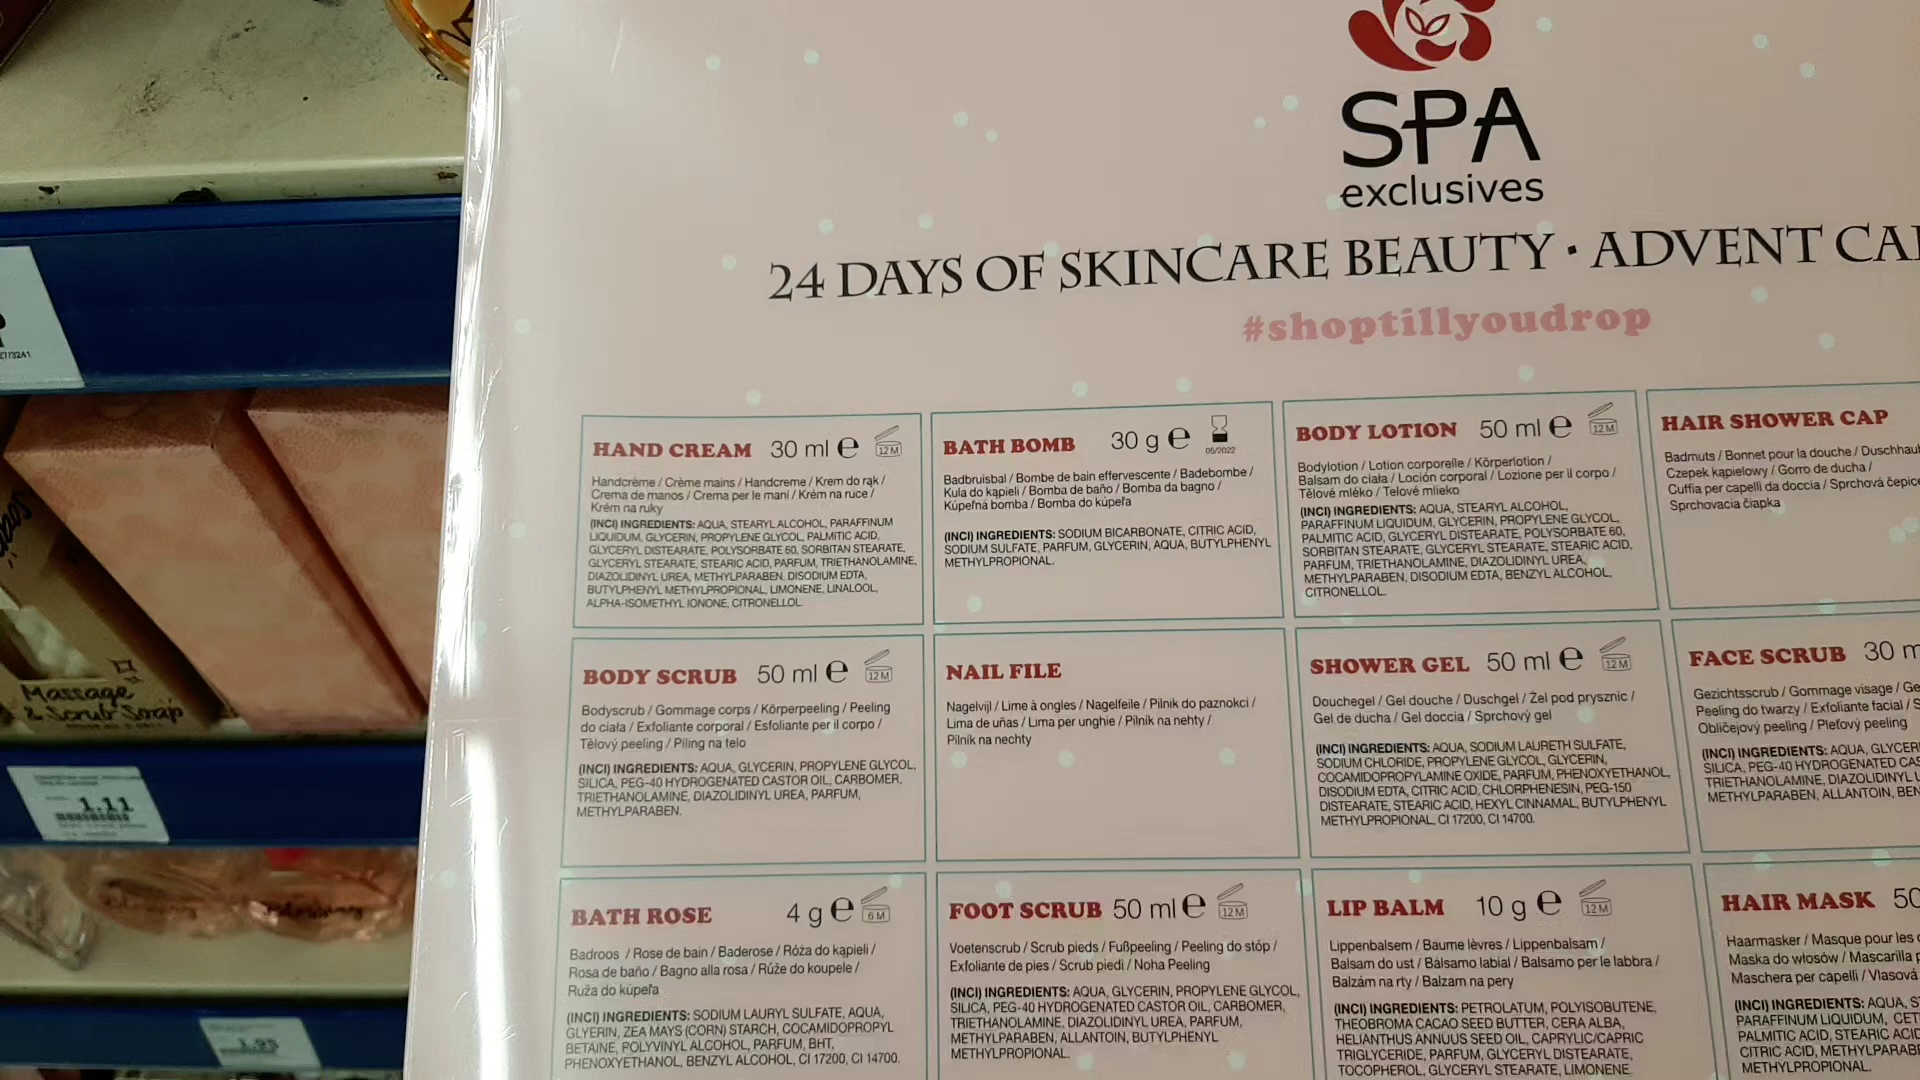 SPA
exclusives
24 DAYS OF SKINCARE BEAUTY · ADVENT
#shoptillyoudrop
HAND CREAM 30 ml e 12 M
Handcrème / Crème mains / Handcreme / Krem do rąk /
Crema de manos / Crema per le mani / Krém na ruce /
Krém na ruky
(INCI) INGREDIENTS: AQUA, STEARYL ALCOHOL, PARAFFINUM
LIQUIDUM, GLYCERIN, PROPYLENE GLYCOL, PALMITIC ACID,
GLYCERYL DISTEARATE, POLYSORBATE 60, SORBITAN STEARATE,
GLYCERYL STEARATE, STEARIC ACID, PARFUM, TRIETHANOLAMINE,
DIAZOLIDINYL UREA, METHYLPARABEN, DISODIUM EDTA,
BUTYLPHENYL METHYLPROPIONAL, LIMONENE, LINALOOL,
ALPHA-ISOMETHYL IONONE, CITRONELLOL.
BATH BOMB 30 g e 05/2022
Badbruisbal / Bombe de bain effervescente / Badebombe /
Kula do kąpieli / Bomba de baño / Bomba da bagno /
Kúpeľná bomba / Bomba do kúpeľa
(INCI) INGREDIENTS: SODIUM BICARBONATE, CITRIC ACID,
SODIUM SULFATE, PARFUM, GLYCERIN, AQUA, BUTYLPHENYL
METHYLPROPIONAL.
BODY LOTION 50 ml e 12 M
Bodylotion / Lotion corporelle / Körperlotion /
Balsam do ciała / Loción corporal / Lozione per il corpo /
Tělové mléko / Telové mlieko
(INCI) INGREDIENTS: AQUA, STEARYL ALCOHOL,
PARAFFINUM LIQUIDUM, GLYCERIN, PROPYLENE GLYCOL,
PALMITIC ACID, GLYCERYL DISTEARATE, POLYSORBATE 60,
SORBITAN STEARATE, GLYCERYL STEARATE, STEARIC ACID,
PARFUM, TRIETHANOLAMINE, DIAZOLIDINYL UREA,
METHYLPARABEN, DISODIUM EDTA, BENZYL ALCOHOL,
CITRONELLOL.
HAIR SHOWER CAP
Badmuts / Bonnet pour la douche /
Czepek kąpielowy / Gorro de ducha /
Cuffia per capelli da doccia / Sprchová
Sprchovacia čiapka
BODY SCRUB 50 ml e 12 M
Bodyscrub / Gommage corps / Körperpeeling / Peeling
do ciała / Exfoliante corporal / Esfoliante per il corpo /
Tělový peeling / Píling na telo
(INCI) INGREDIENTS: AQUA, GLYCERIN, PROPYLENE GLYCOL,
SILICA, PEG-40 HYDROGENATED CASTOR OIL, CARBOMER,
TRIETHANOLAMINE, DIAZOLIDINYL UREA, PARFUM,
METHYLPARABEN.
NAIL FILE
Nagelvijl / Lime à ongles / Nagelfeile / Pilnik do paznokci /
Lima de uñas / Lima per unghie / Pilník na nehty /
Pilník na nechty
SHOWER GEL 50 ml e 12 M
Douchegel / Gel douche / Duschgel / Żel pod prysznic /
Gel de ducha / Gel doccia / Sprchový gel
(INCI) INGREDIENTS: AQUA, SODIUM LAURETH SULFATE,
SODIUM CHLORIDE, PROPYLENE GLYCOL, GLYCERIN,
COCAMIDOPROPYLAMINE OXIDE, PARFUM, PHENOXYETHANOL,
DISODIUM EDTA, CITRIC ACID, CHLORPHENESIN, PEG-150
DISTEARATE, STEARIC ACID, HEXYL CINNAMAL, BUTYLPHENYL
METHYLPROPIONAL, CI 17200, CI 14700.
FACE SCRUB 30
Gezichtsscrub / Gommage visage /
Peeling do twarzy / Exfoliante facial /
Obličejový peeling / Pleťový peeling
(INCI) INGREDIENTS: AQUA,
SILICA, PEG-40 HYDROGENATED
TRIETHANOLAMINE, DIAZOLIDINYL
METHYLPARABEN, ALLANTOIN,
BATH ROSE 4 g e 6 M
Badroos / Rose de bain / Baderose / Róża do kąpieli /
Rosa de baño / Bagno alla rosa / Růže do koupele /
Ruža do kúpeľa
(INCI) INGREDIENTS: SODIUM LAURYL SULFATE, AQUA,
GLYERIN, ZEA MAYS (CORN) STARCH, COCAMIDOPROPYL
BETAINE, POLYVINYL ALCOHOL, PARFUM, BHT,
PHENOXYETHANOL, BENZYL ALCOHOL, CI 17200, CI 14700.
FOOT SCRUB 50 ml e 12 M
Voetenscrub / Scrub pieds / Fußpeeling / Peeling do stóp /
Exfoliante de pies / Scrub piedi / Noha Peeling
(INCI) INGREDIENTS: AQUA, GLYCERIN, PROPYLENE GLYCOL,
SILICA, PEG-40 HYDROGENATED CASTOR OIL, CARBOMER,
TRIETHANOLAMINE, DIAZOLIDINYL UREA, PARFUM,
METHYLPARABEN, ALLANTOIN, BUTYLPHENYL
METHYLPROPIONAL.
LIP BALM 10 g e 12 M
Lippenbalsem / Baume lèvres / Lippenbalsam /
Balsam do ust / Bálsamo labial / Balsamo per le labbra /
Balzám na rty / Balzam na pery
(INCI) INGREDIENTS: PETROLATUM, POLYISOBUTENE,
THEOBROMA CACAO SEED BUTTER, CERA ALBA,
HELIANTHUS ANNUUS SEED OIL, CAPRYLIC/CAPRIC
TRIGLYCERIDE, PARFUM, GLYCERYL DISTEARATE,
TOCOPHEROL, GLYCERYL STEARATE, LIMONENE
HAIR MASK 50
Haarmasker / Masque pour les
Maska do włosów / Mascarilla
Maschera per capelli / Vlasová
(INCI) INGREDIENTS: AQUA,
PARAFFINUM LIQUIDUM,
PALMITIC ACID, STEARIC ACID
CITRIC ACID,
METHYLPROPIONAL.
Massage
& Scrub Soap
1.11
1.95